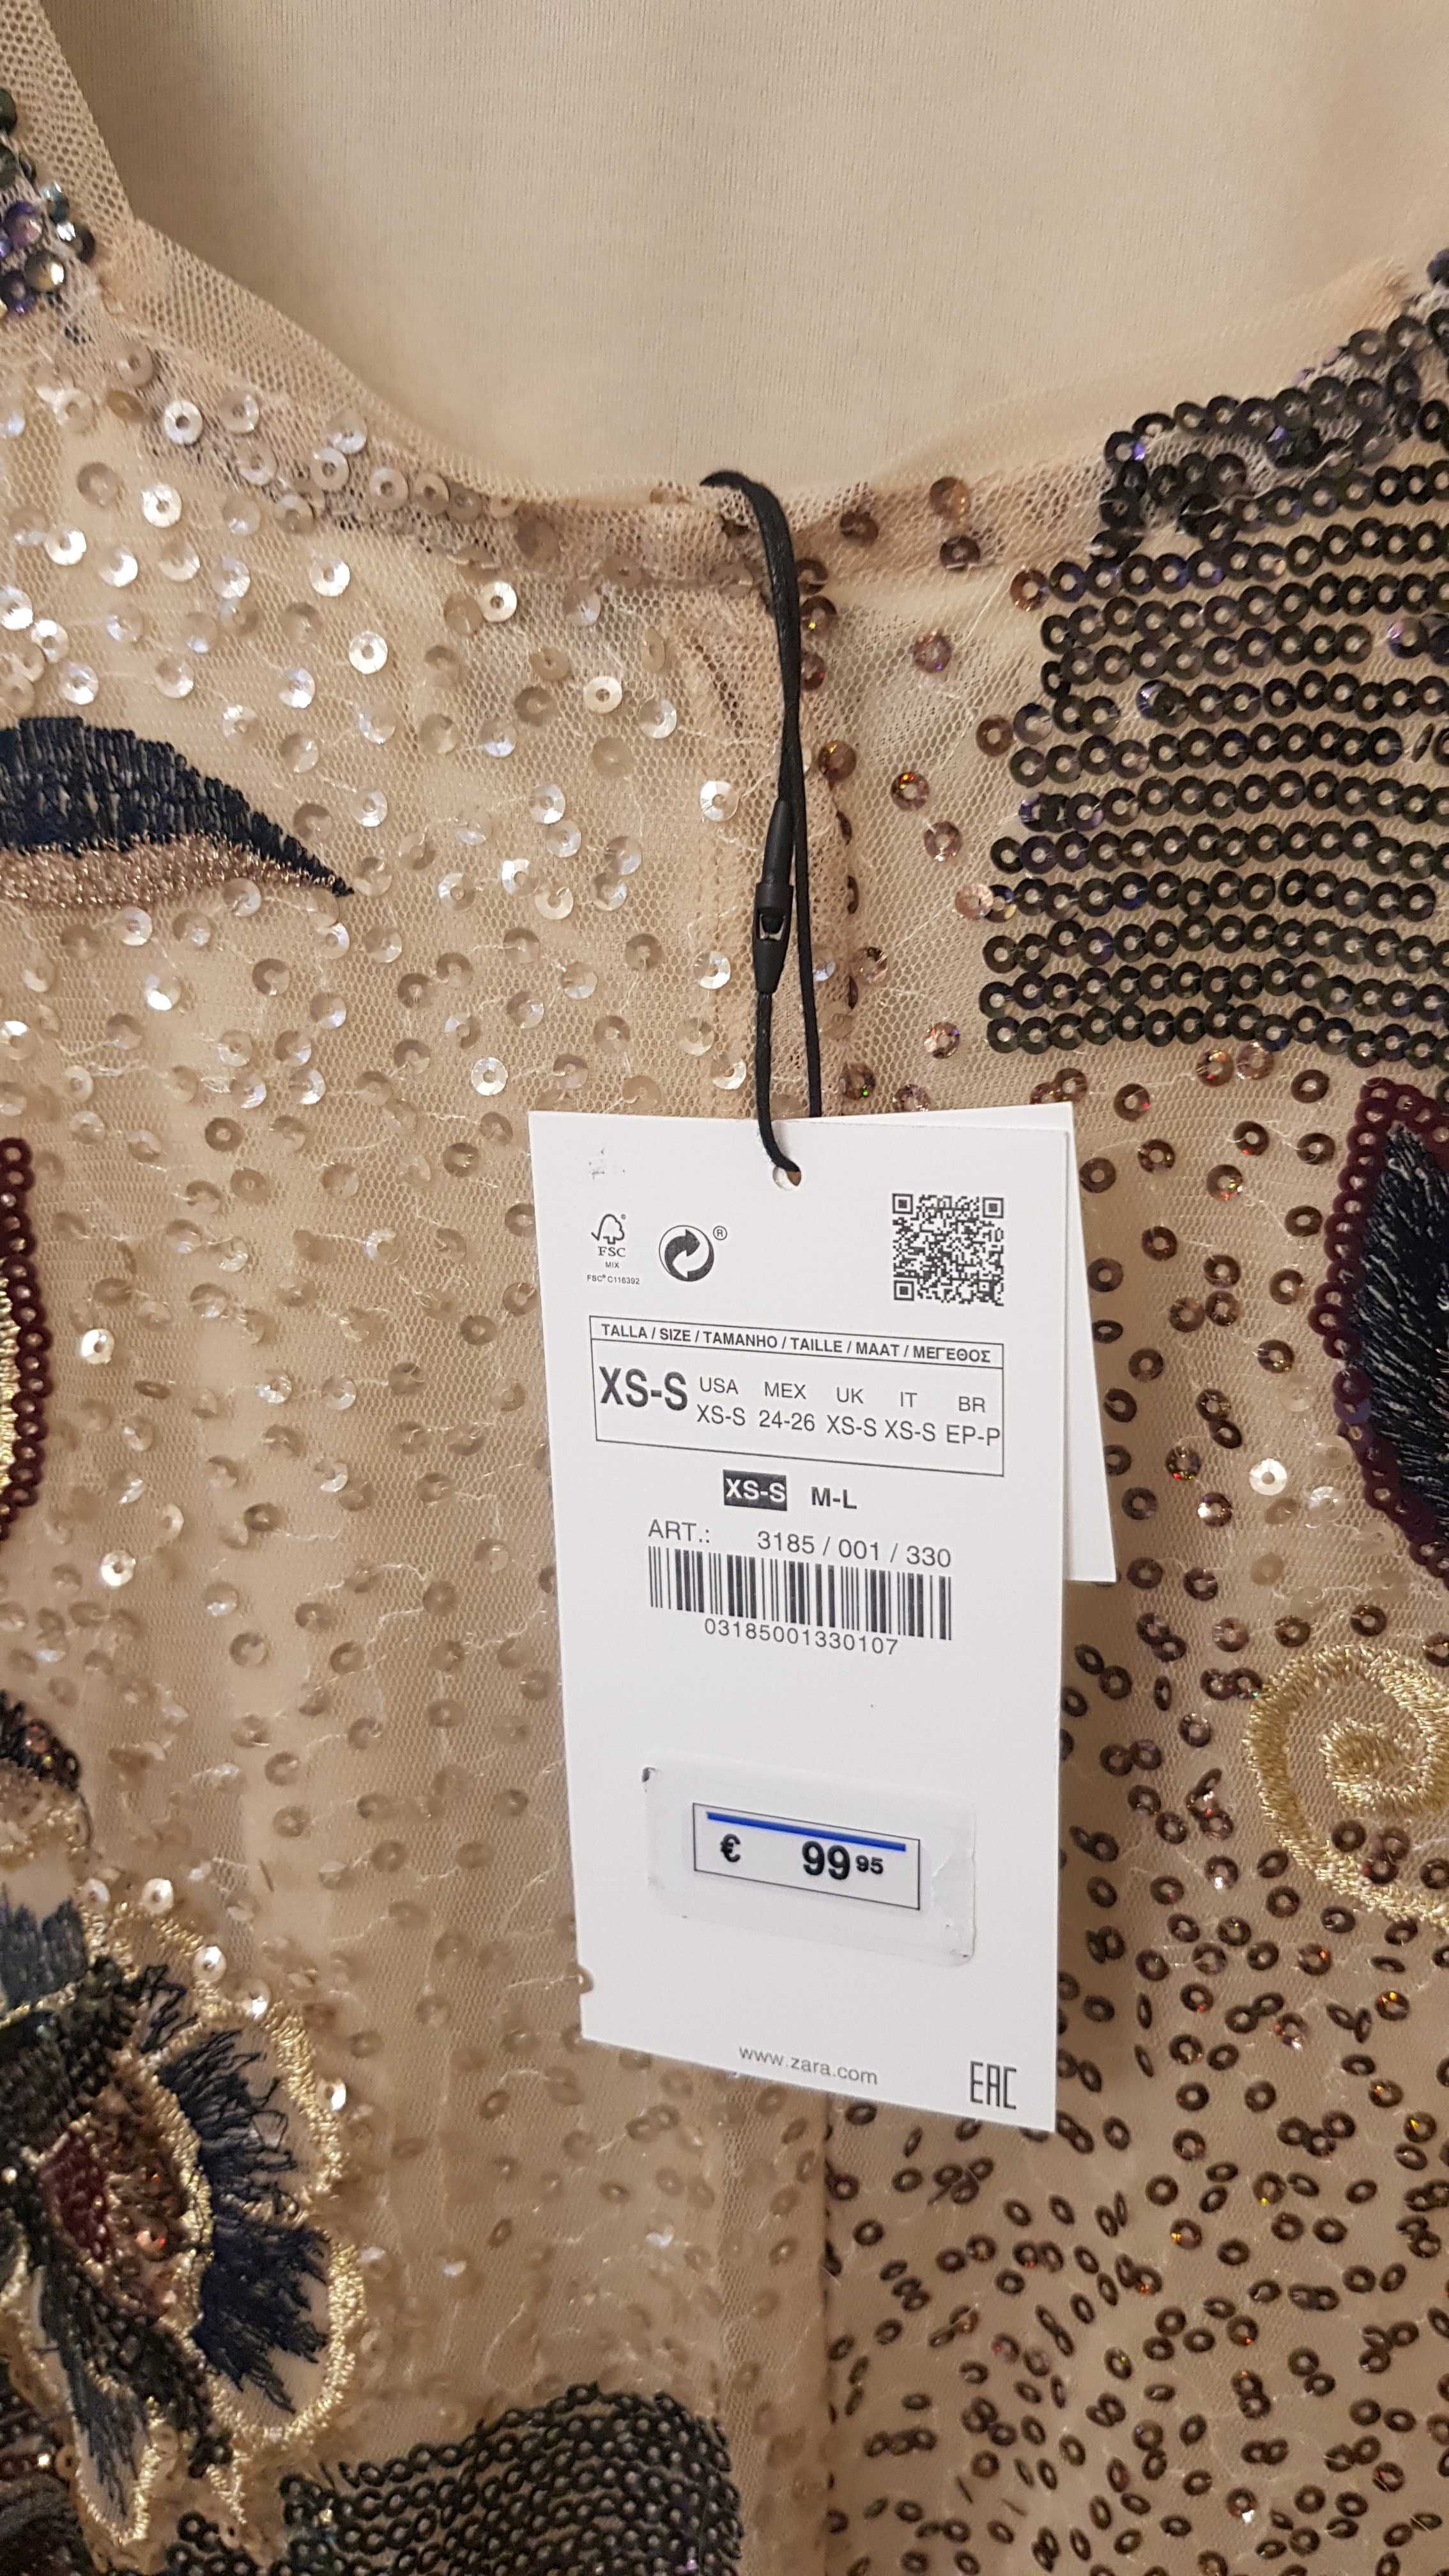 FSC®
MIX
FSC® C116392
®
TALLA / SIZE / TAMANHO / TAILLE / MAAT / ΜΕΓΕΘΟΣ
XS-S
USA MEX UK IT BR
XS-S 24-26 XS-S XS-S EP-P
XS-S M-L
ART.: 3185 / 001 / 330
03185001330107
€ 99 95
www.zara.com
EAC